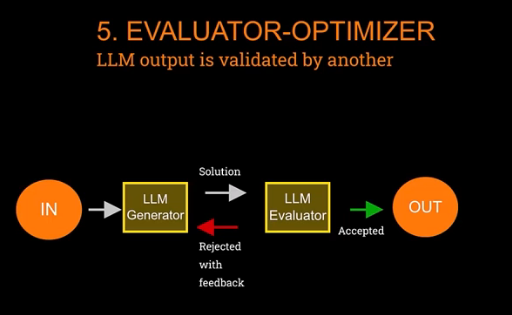 5. EVALUATOR-OPTIMIZER
LLM output is validated by another
Solution
IN
LLM
Generator
LLM
Evaluator
OUT
Accepted
Rejected
with
feedback